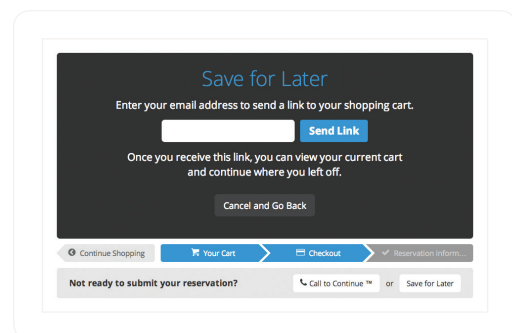 Save for Later
Enter your email address to send a link to your shopping cart.
Send Link
Once you receive this link, you can view your current cart
and continue where you left off.
Cancel and Go Back
Continue Shopping
Your Cart
Checkout
Reservation Inform...
Not ready to submit your reservation?
Call to Continue ™
or
Save for Later